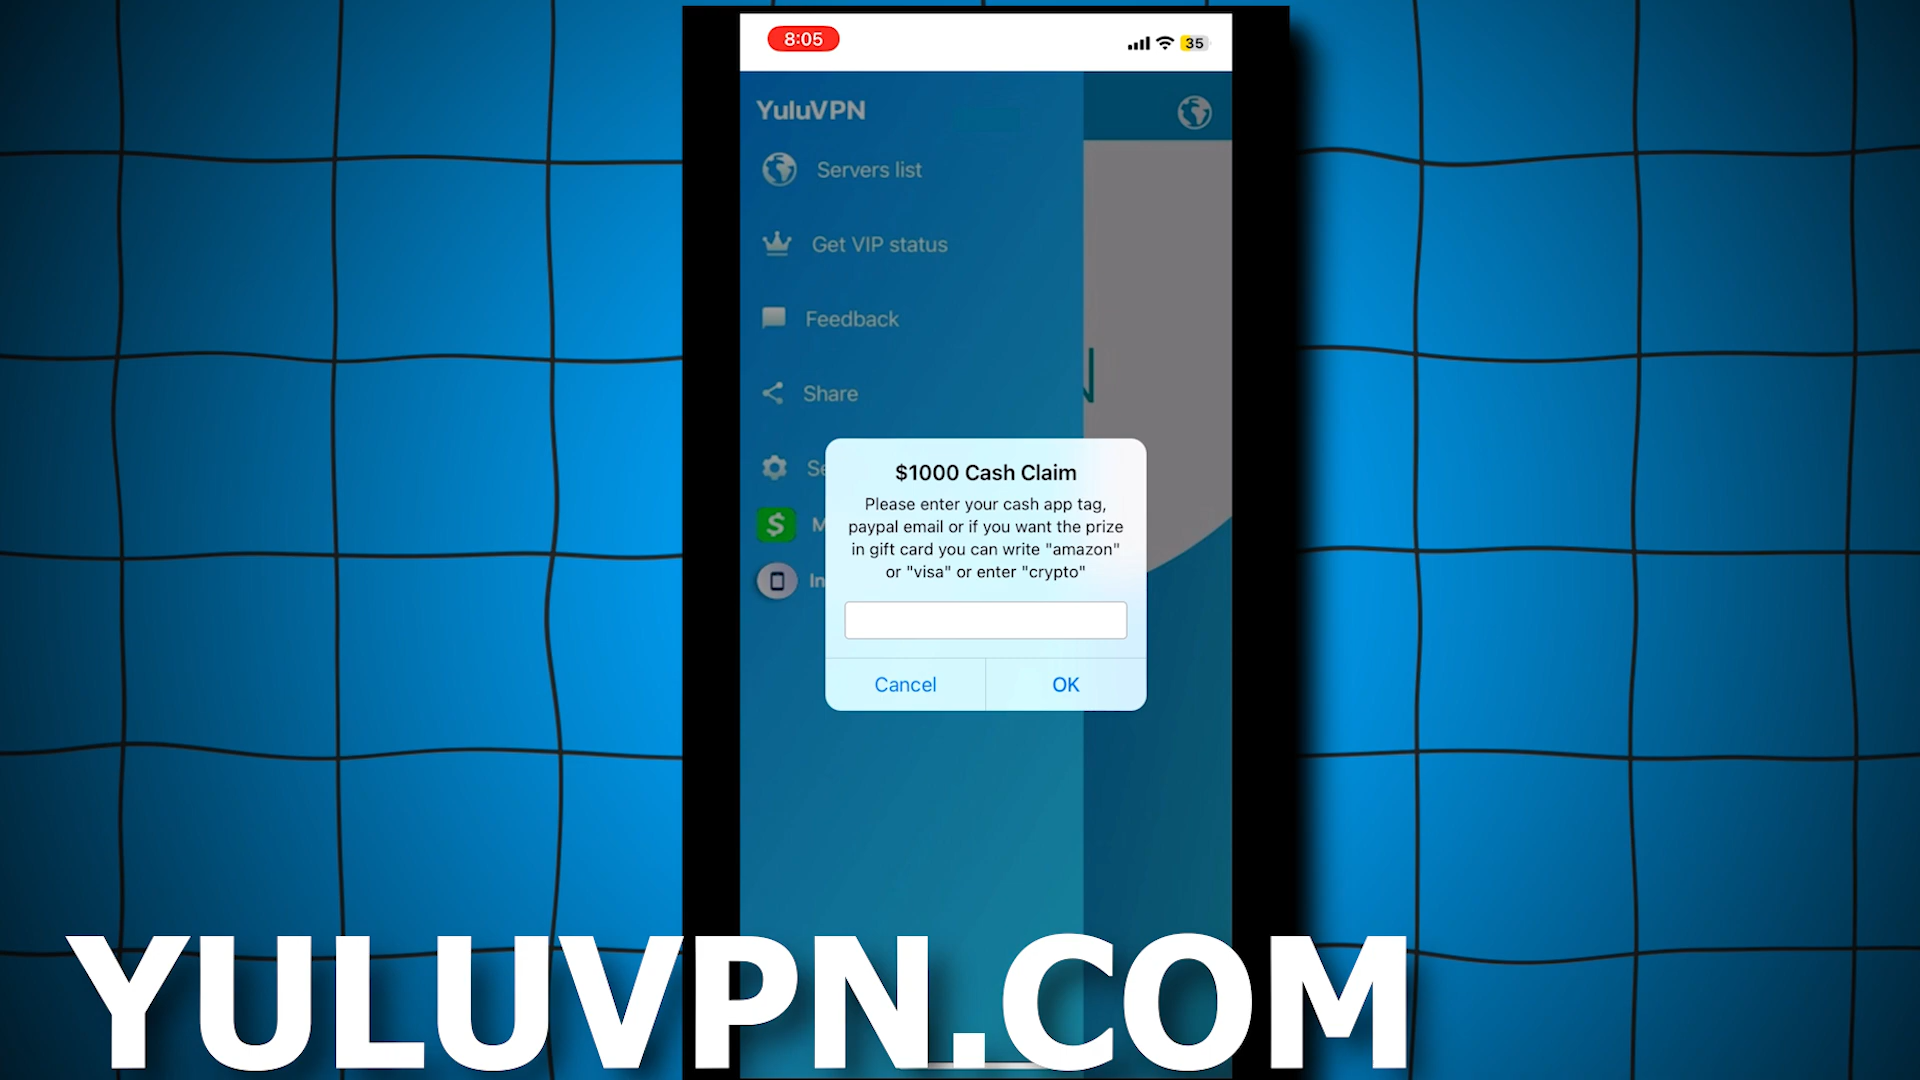 8:05
35
YuluVPN
Servers list
Get VIP status
Feedback
Share
Se
$
M
In
N
$1000 Cash Claim
Please enter your cash app tag,
paypal email or if you want the prize
in gift card you can write "amazon"
or "visa" or enter "crypto"
Cancel
OK
YULUVPN.COM